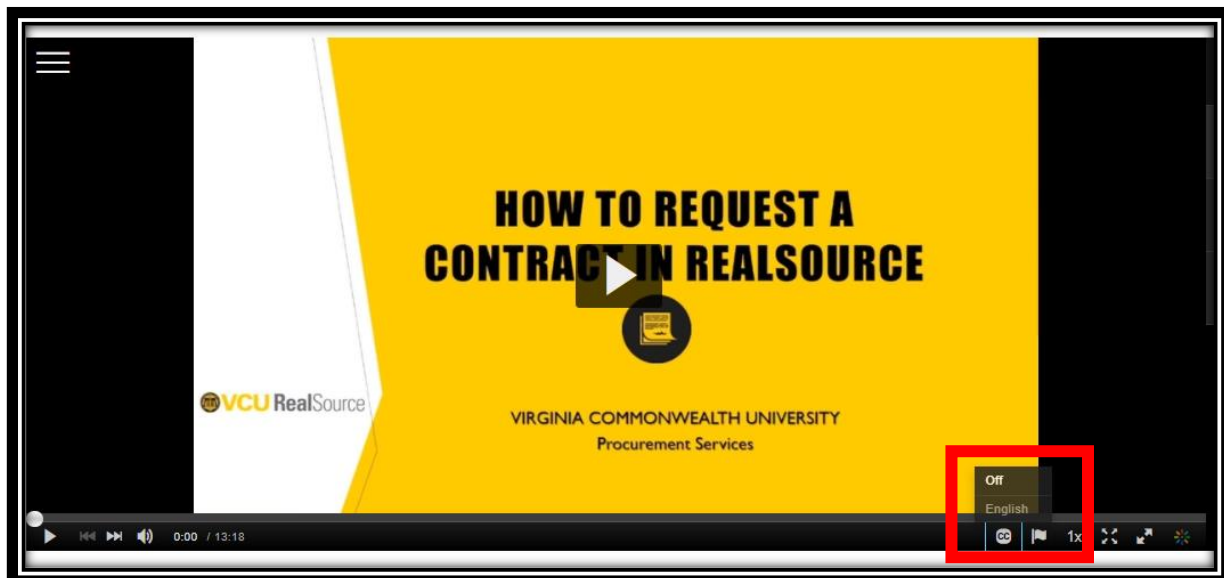 HOW TO REQUEST A
CONTRACT IN REALSOURCE
VCU RealSource
VIRGINIA COMMONWEALTH UNIVERSITY
Procurement Services
Off
English
0:00 / 13:18
CC
1x